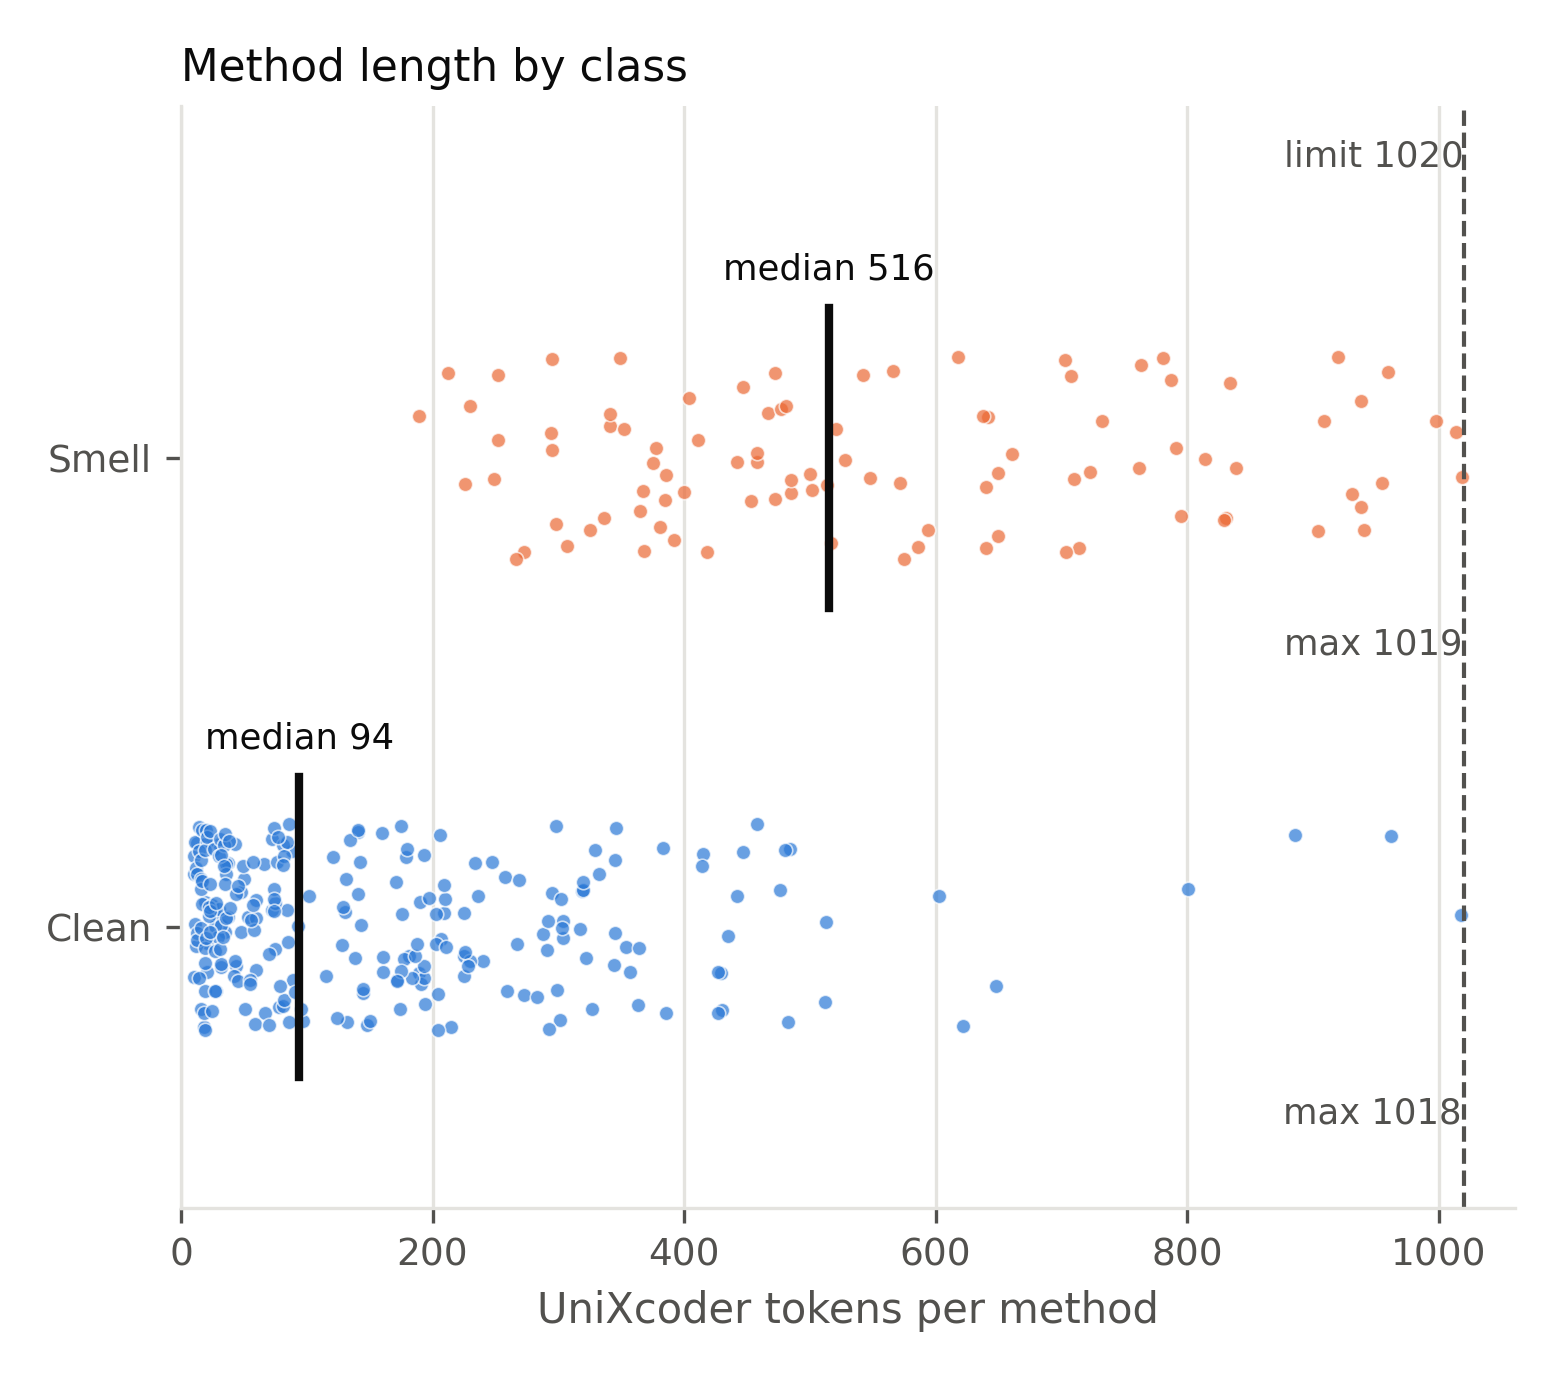 Method length by class
limit 1020
median 516
Smell
max 1019
median 94
Clean
max 1018
0 200 400 600 800 1000
UniXcoder tokens per method